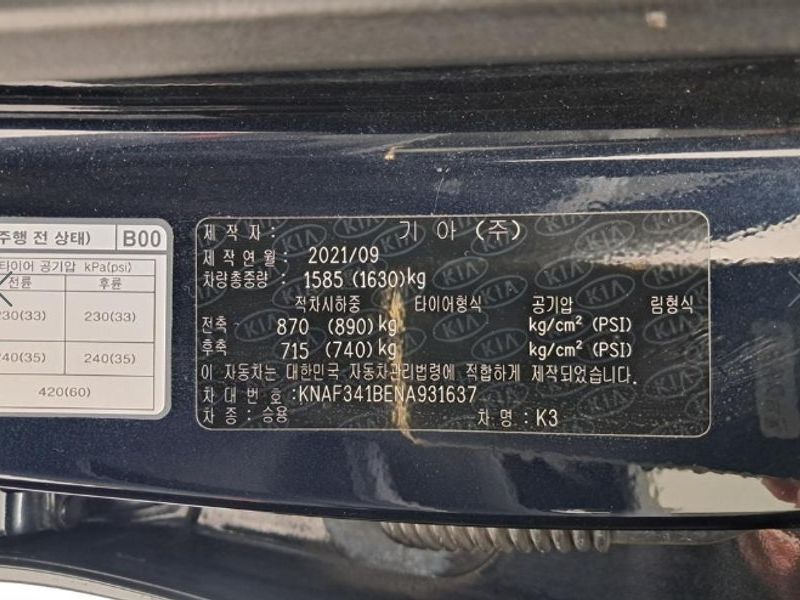 주행 전 상태) B00
타이어 공기압 kPa(psi)
전륜 후륜
230(33) 230(33)
240(35) 240(35)
420(60)
제 작 자 : 기 아 (주)
제 작 연 월 : 2021/09
차량총중량 : 1585 (1630)kg
적차시하중 타이어형식 공기압 림형식
전축 870 (890)kg kg/cm² (PSI)
후축 715 (740)kg kg/cm² (PSI)
이 자동차는 대한민국 자동차관리법령에 적합하게 제작되었습니다.
차 대 번 호 :KNAF341BENA931637
차 종 : 승용 차 명 : K3